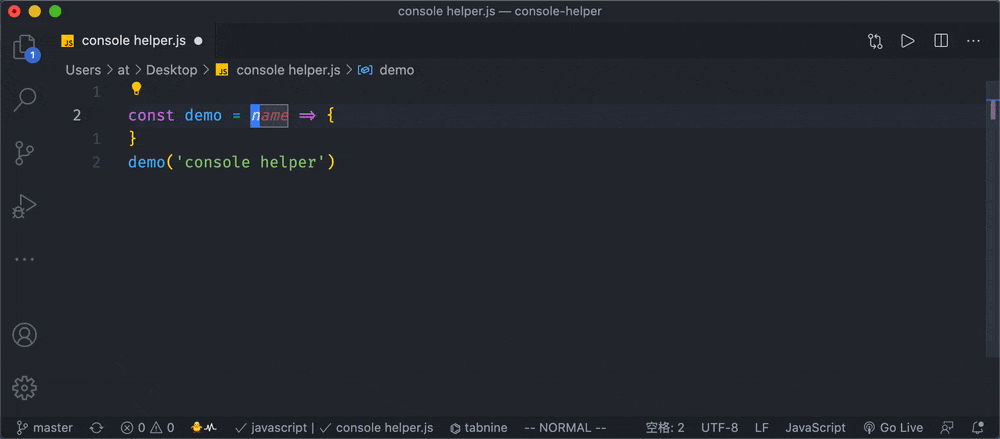 console helper.js — console-helper
JS console helper.js
1
Users > at > Desktop > JS console helper.js > demo
1
2 const demo = name => {
1 }
2 demo('console helper')
master 0 0 javascript | ✓ console helper.js tabnine -- NORMAL -- 空格: 2 UTF-8 LF JavaScript Go Live